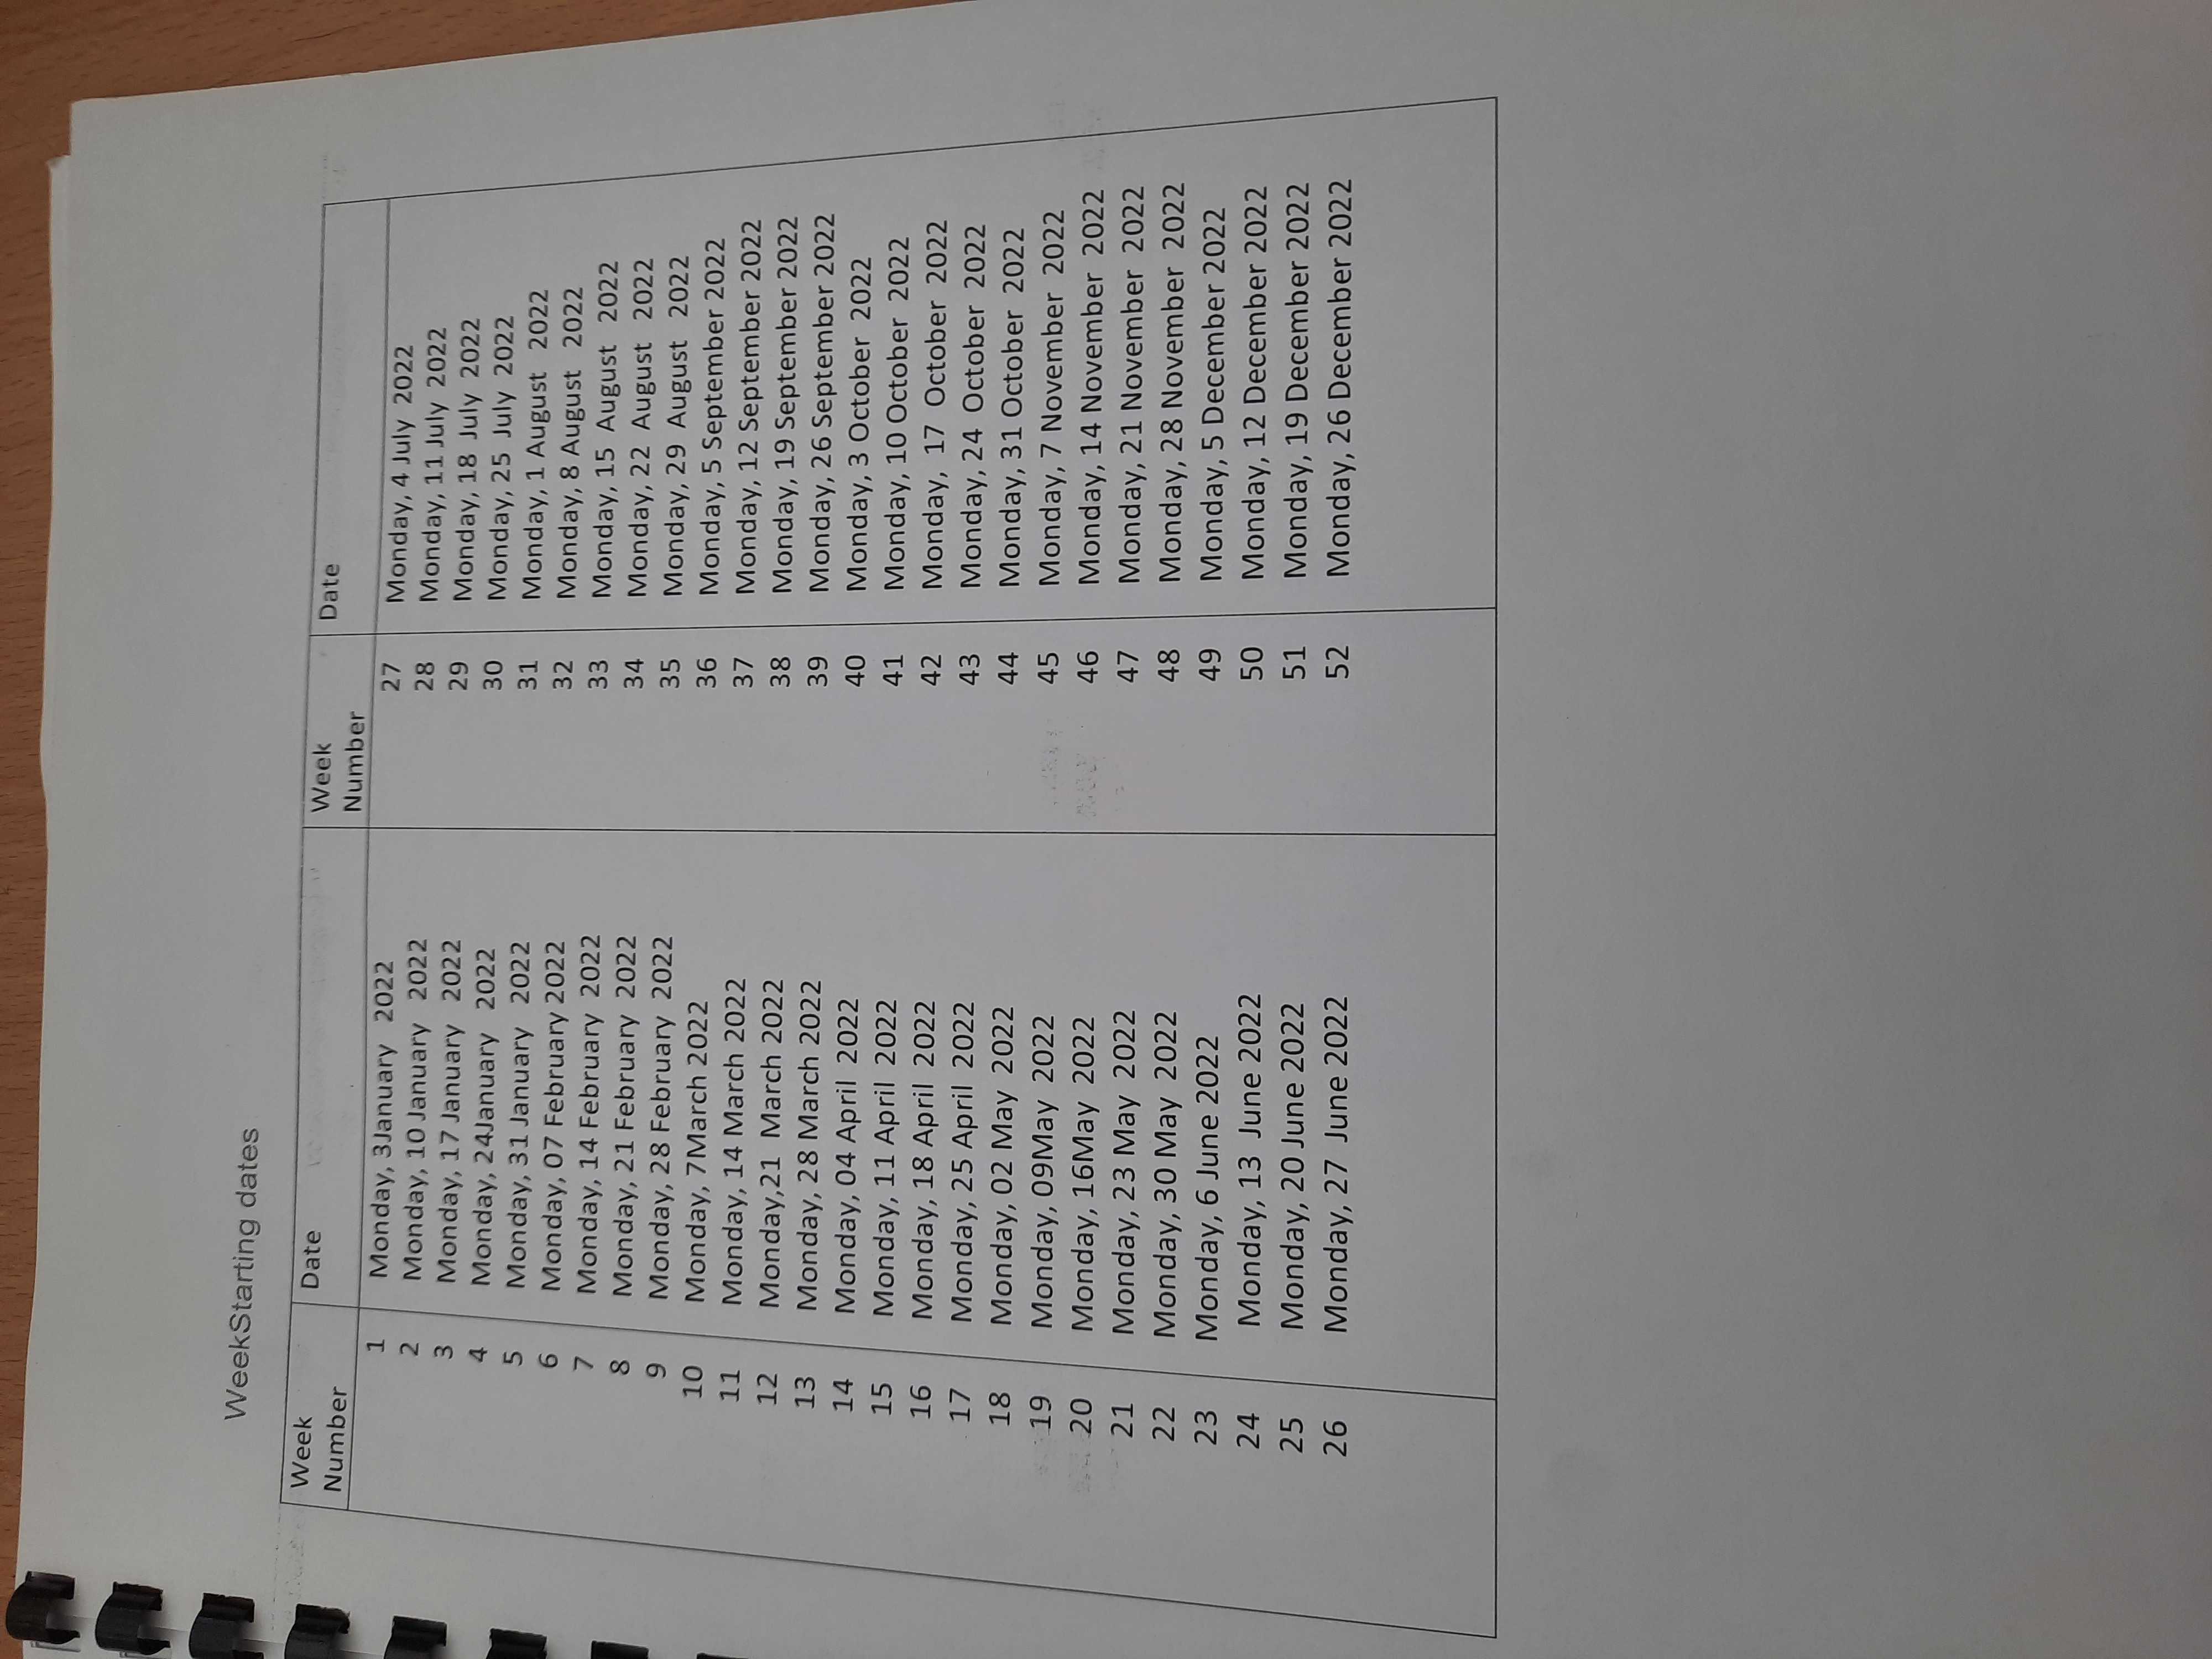 WeekStarting dates
Week Number Date Week Number Date
1 Monday, 3January 2022 27 Monday, 4 July 2022
2 Monday, 10 January 2022 28 Monday, 11 July 2022
3 Monday, 17 January 2022 29 Monday, 18 July 2022
4 Monday, 24January 2022 30 Monday, 25 July 2022
5 Monday, 31 January 2022 31 Monday, 1 August 2022
6 Monday, 07 February 2022 32 Monday, 8 August 2022
7 Monday, 14 February 2022 33 Monday, 15 August 2022
8 Monday, 21 February 2022 34 Monday, 22 August 2022
9 Monday, 28 February 2022 35 Monday, 29 August 2022
10 Monday, 7March 2022 36 Monday, 5 September 2022
11 Monday, 14 March 2022 37 Monday, 12 September 2022
12 Monday,21 March 2022 38 Monday, 19 September 2022
13 Monday, 28 March 2022 39 Monday, 26 September 2022
14 Monday, 04 April 2022 40 Monday, 3 October 2022
15 Monday, 11 April 2022 41 Monday, 10 October 2022
16 Monday, 18 April 2022 42 Monday, 17 October 2022
17 Monday, 25 April 2022 43 Monday, 24 October 2022
18 Monday, 02 May 2022 44 Monday, 31 October 2022
19 Monday, 09May 2022 45 Monday, 7 November 2022
20 Monday, 16May 2022 46 Monday, 14 November 2022
21 Monday, 23 May 2022 47 Monday, 21 November 2022
22 Monday, 30 May 2022 48 Monday, 28 November 2022
23 Monday, 6 June 2022 49 Monday, 5 December 2022
24 Monday, 13 June 2022 50 Monday, 12 December 2022
25 Monday, 20 June 2022 51 Monday, 19 December 2022
26 Monday, 27 June 2022 52 Monday, 26 December 2022